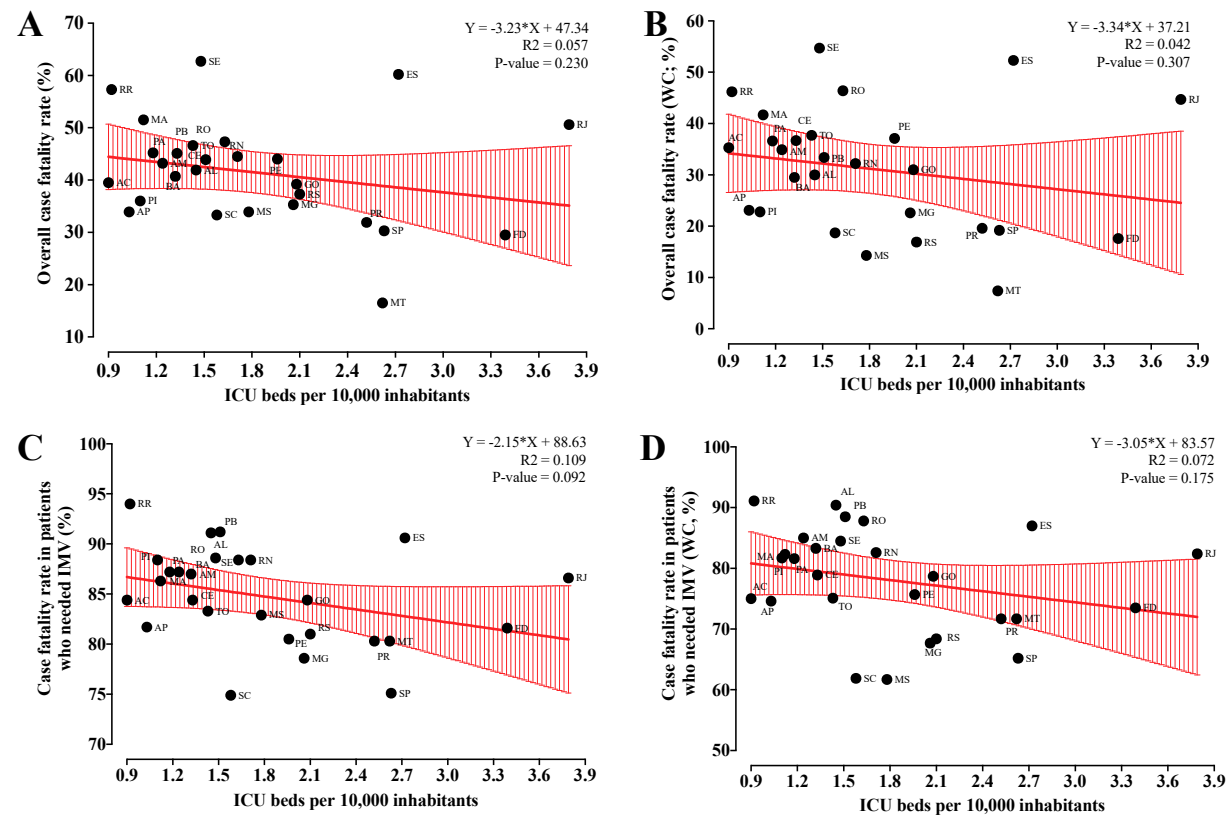 A
Y = -3.23*X + 47.34
R2 = 0.057
P-value = 0.230
Overall case fatality rate (%)
70
60
50
40
30
20
10
SE
ES
RR
MA
RJ
RO
PB
RN
PA
TO
CE
AM
AL
PE
BA
AC
GO
RS
PI
MG
AP
SC
MS
PR
SP
FD
MT
0.9 1.2 1.5 1.8 2.1 2.4 2.7 3.0 3.3 3.6 3.9
ICU beds per 10,000 inhabitants
B
Y = -3.34*X + 37.21
R2 = 0.042
P-value = 0.307
Overall case fatality rate (WC; %)
60
50
40
30
20
10
0
SE
ES
RR
RO
RJ
MA
CE
PA
TO
PE
AC
AM
PB
RN
GO
BA
AL
AP
PI
MG
SC
RS
PR
SP
FD
MS
MT
0.9 1.2 1.5 1.8 2.1 2.4 2.7 3.0 3.3 3.6 3.9
ICU beds per 10,000 inhabitants
C
Y = -2.15*X + 88.63
R2 = 0.109
P-value = 0.092
Case fatality rate in patients
who needed IMV (%)
100
95
90
85
80
75
70
RR
PB
AL
ES
RO
PI
PA
BA
SE
RN
AM
MA
RJ
AC
CE
GO
TO
MS
AP
RS
FD
PE
MT
PR
MG
SC
SP
0.9 1.2 1.5 1.8 2.1 2.4 2.7 3.0 3.3 3.6 3.9
ICU beds per 10,000 inhabitants
D
Y = -3.05*X + 83.57
R2 = 0.072
P-value = 0.175
Case fatality rate in patients
who needed IMV (WC, %)
100
90
80
70
60
50
RR
AL
PB
RO
ES
AM
SE
BA
MA
RN
RJ
PI
PA
CE
GO
AC
AP
TO
PE
FD
MT
PR
RS
MG
SP
SC
MS
0.9 1.2 1.5 1.8 2.1 2.4 2.7 3.0 3.3 3.6 3.9
ICU beds per 10,000 inhabitants